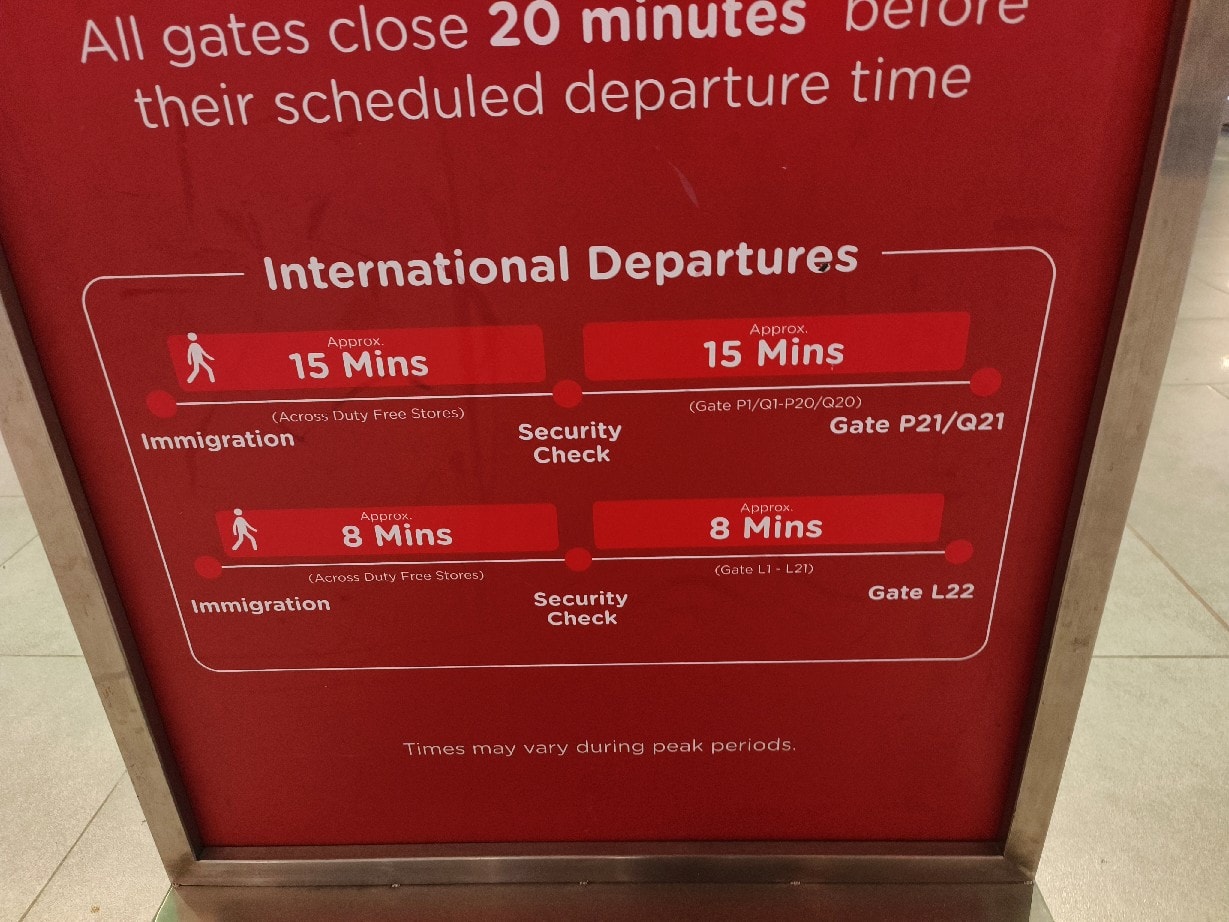 All gates close 20 minutes before
their scheduled departure time
International Departures
Approx.
15 Mins
Approx.
15 Mins
(Across Duty Free Stores)
(Gate P1/Q1-P20/Q20)
Immigration
Security
Check
Gate P21/Q21
Approx.
8 Mins
Approx.
8 Mins
(Across Duty Free Stores)
(Gate L1 - L21)
Immigration
Security
Check
Gate L22
Times may vary during peak periods.